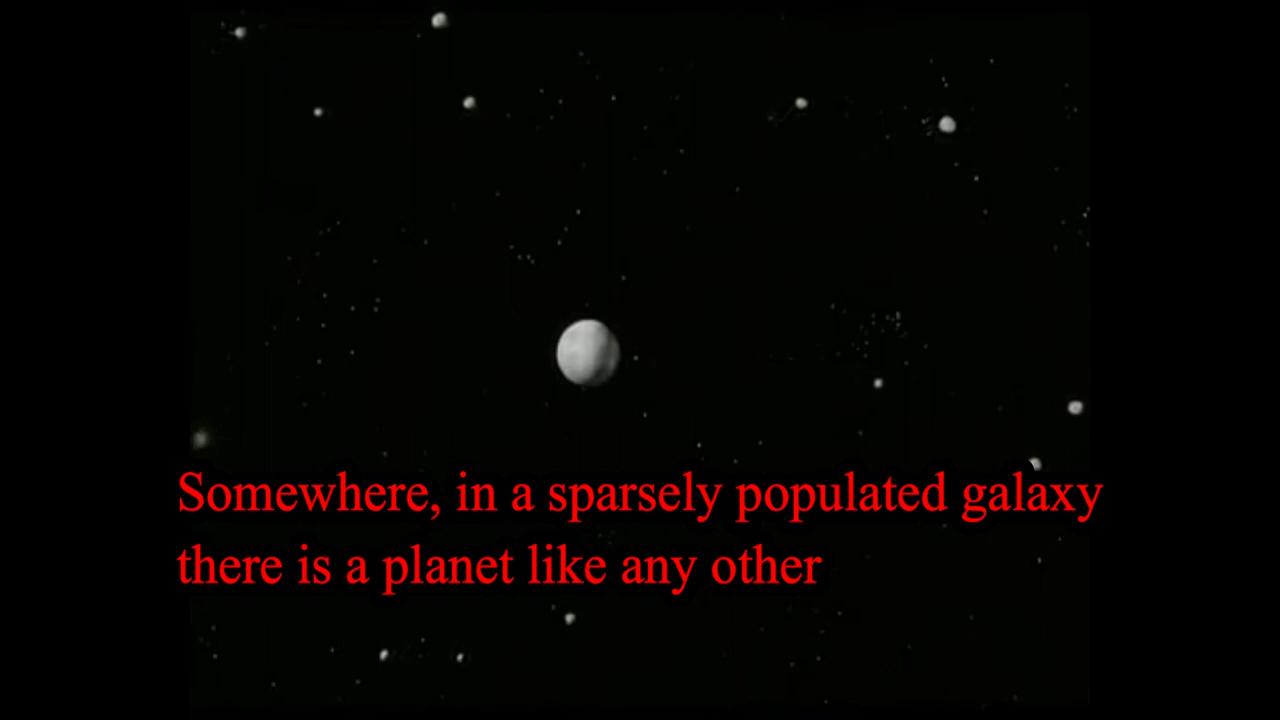 Somewhere, in a sparsely populated galaxy
there is a planet like any other